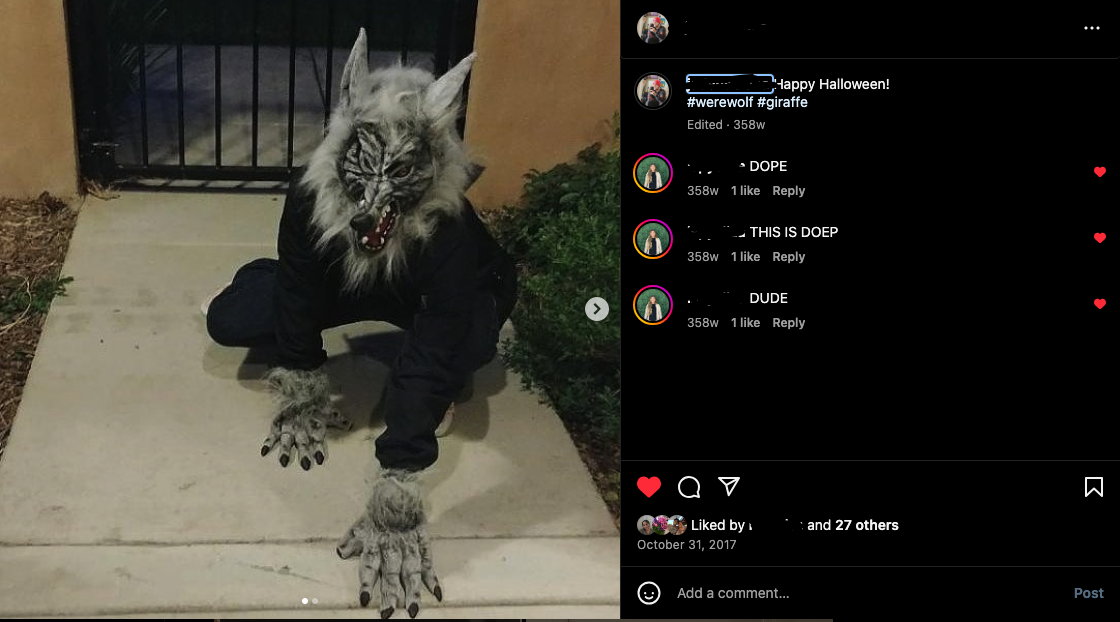 Happy Halloween!
#werewolf #giraffe
Edited · 358w
DOPE
358w 1 like Reply
THIS IS DOEP
358w 1 like Reply
DUDE
358w 1 like Reply
Liked by and 27 others
October 31, 2017
Add a comment... Post